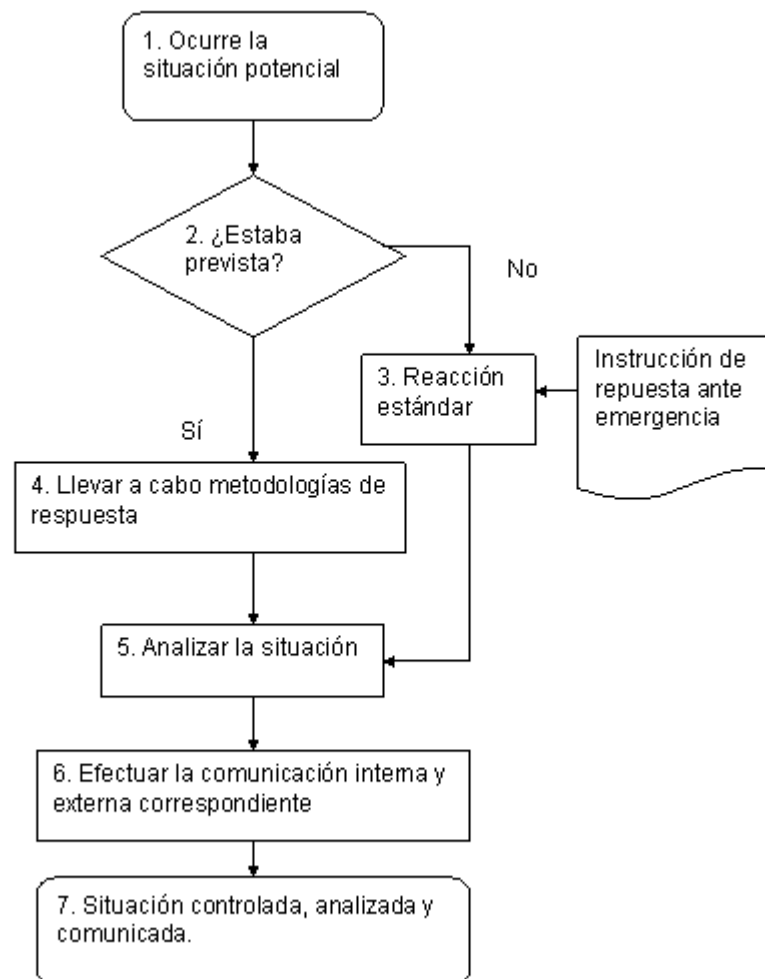 1. Ocurre la
situación potencial
2. ¿Estaba
prevista?
No
Sí
3. Reacción
estándar
Instrucción de
repuesta ante
emergencia
4. Llevar a cabo metodologías de
respuesta
5. Analizar la situación
6. Efectuar la comunicación interna y
externa correspondiente
7. Situación controlada, analizada y
comunicada.